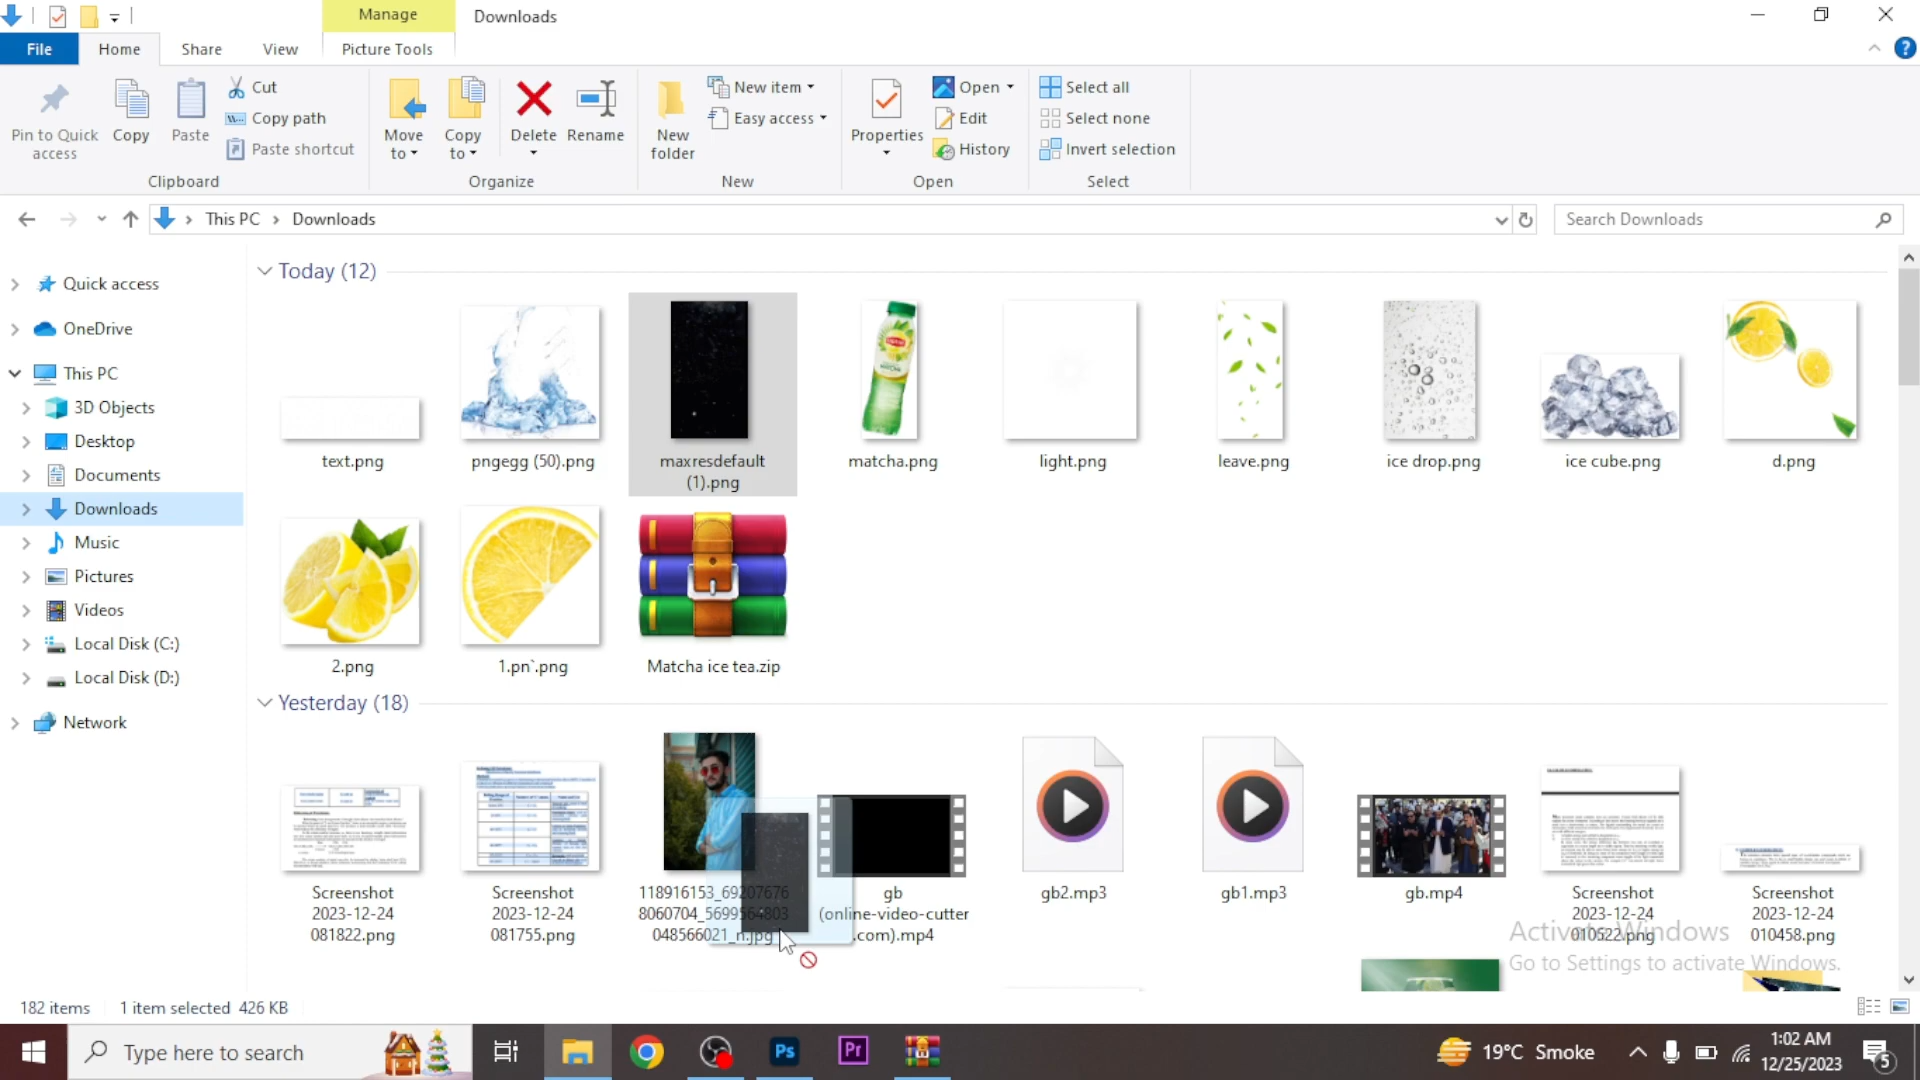 Manage
Downloads
File
Home
Share
View
Picture Tools
Pin to Quick
access
Copy
Paste
Cut
Copy path
Paste shortcut
Clipboard
Move
to
Copy
to
Delete
Rename
Organize
New
folder
New item
Easy access
New
Properties
Open
Edit
History
Open
Select all
Select none
Invert selection
Select
This PC
Downloads
Search Downloads
Quick access
OneDrive
This PC
3D Objects
Desktop
Documents
Downloads
Music
Pictures
Videos
Local Disk (C:)
Local Disk (D:)
Network
Today (12)
text.png
pngegg (50).png
maxresdefault
(1).png
matcha.png
light.png
leave.png
ice drop.png
ice cube.png
d.png
2.png
1.pn`.png
Matcha ice tea.zip
Yesterday (18)
Screenshot
2023-12-24
081822.png
Screenshot
2023-12-24
081755.png
118916153_69207676
8060704_5699564803
048566021_n.jpg
gb
(online-video-cutter
.com).mp4
gb2.mp3
gb1.mp3
gb.mp4
Screenshot
2023-12-24
010522.png
Screenshot
2023-12-24
010458.png
Activate Windows
Go to Settings to activate Windows.
182 items
1 item selected 426 KB
Type here to search
Ps
Pr
19°C Smoke
1:02 AM
12/25/2023
5